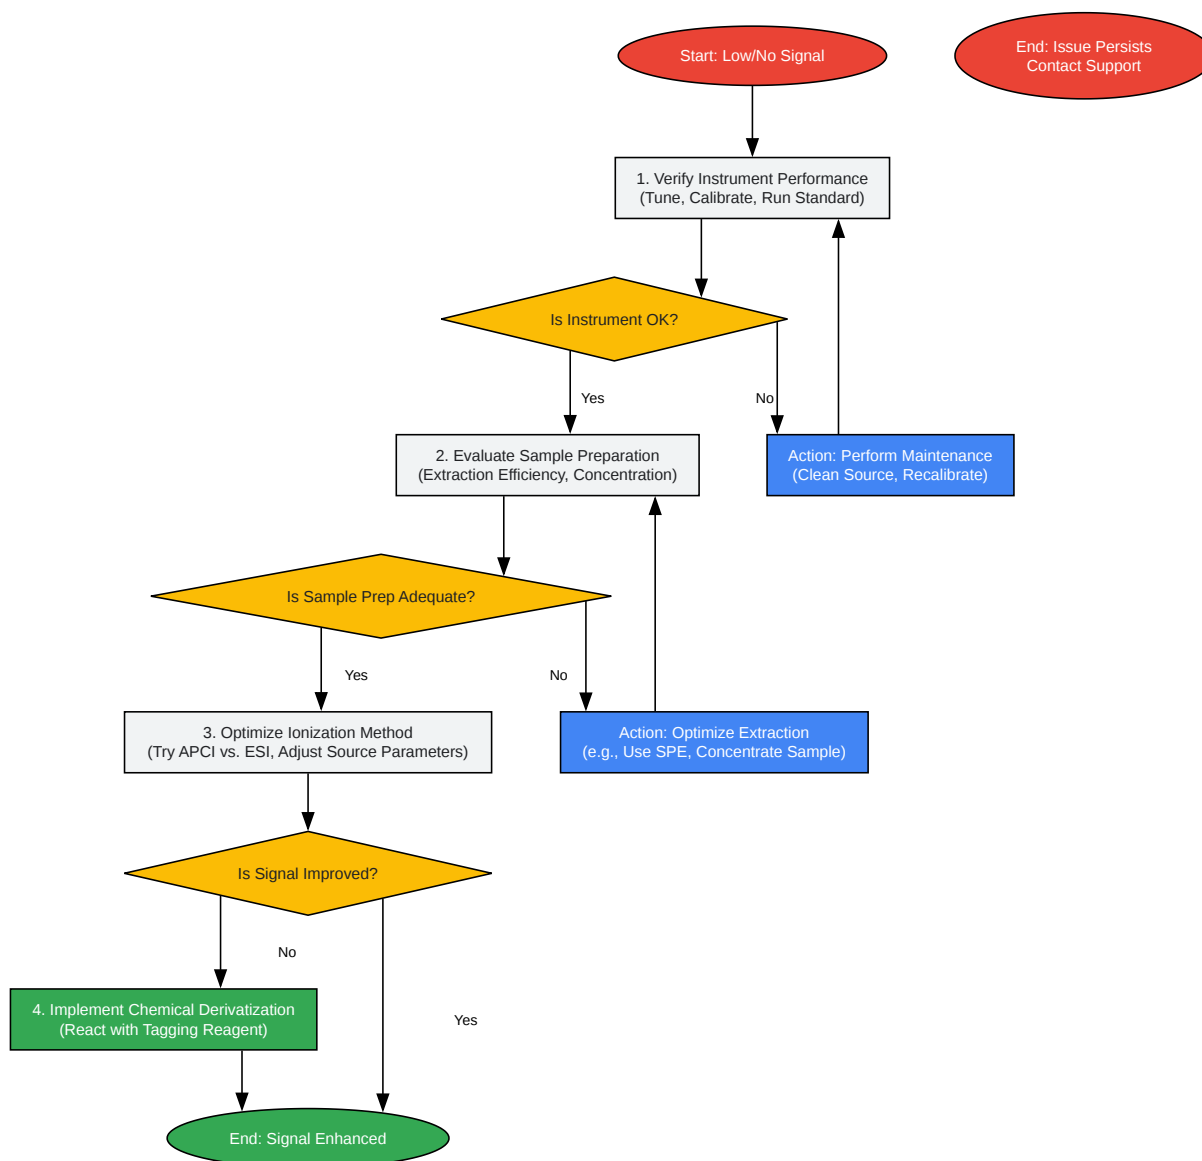 Start: Low/No Signal
End: Issue Persists
Contact Support
1. Verify Instrument Performance
(Tune, Calibrate, Run Standard)
Is Instrument OK?
Yes
No
2. Evaluate Sample Preparation
(Extraction Efficiency, Concentration)
Action: Perform Maintenance
(Clean Source, Recalibrate)
Is Sample Prep Adequate?
Yes
No
3. Optimize Ionization Method
(Try APCI vs. ESI, Adjust Source Parameters)
Action: Optimize Extraction
(e.g., Use SPE, Concentrate Sample)
Is Signal Improved?
No
Yes
4. Implement Chemical Derivatization
(React with Tagging Reagent)
End: Signal Enhanced